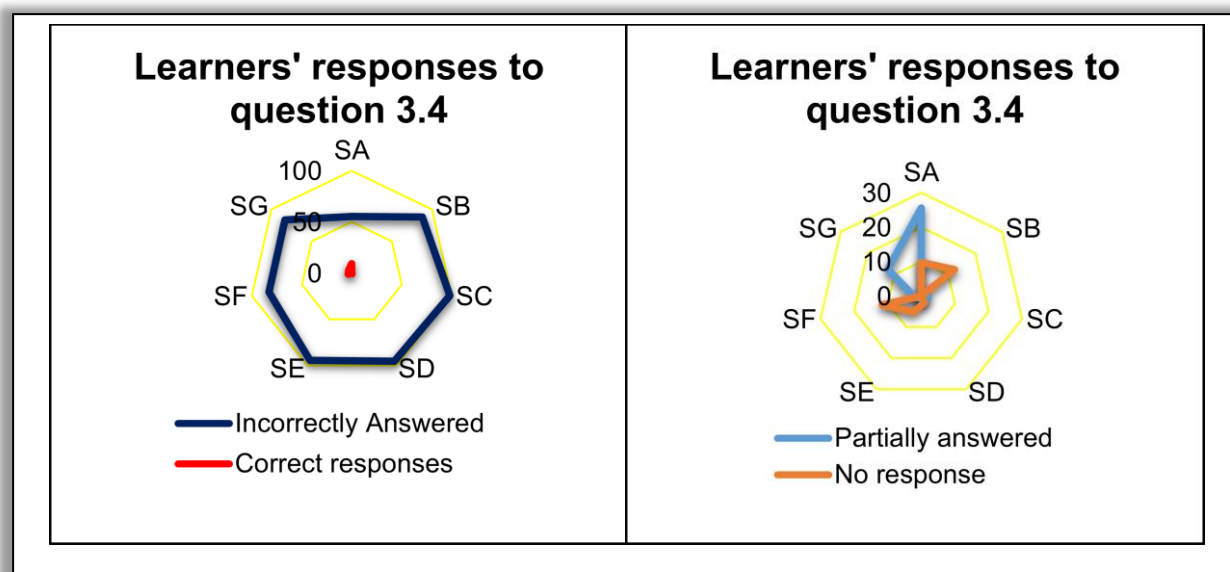 Learners' responses to
question 3.4
SA
100
SG
SB
50
0
SF
SC
SE
SD
Incorrectly Answered
Correct responses
Learners' responses to
question 3.4
SA
30
SG
20
SB
10
0
SF
SC
SE
SD
Partially answered
No response